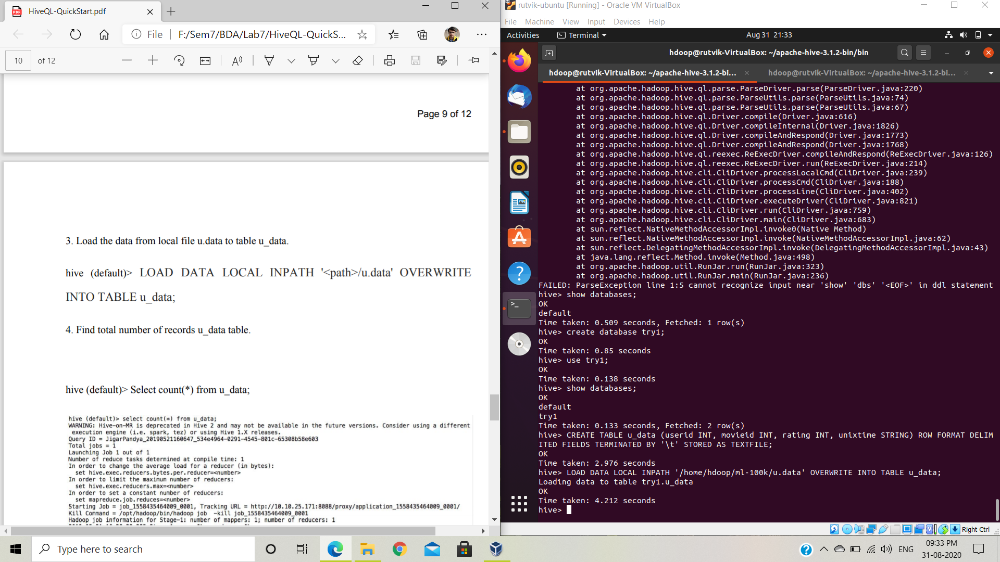 HiveQL-QuickStart.pdf
File
F:/Sem7/BDA/Lab7/HiveQL-QuickS...
10 of 12
Page 9 of 12
3. Load the data from local file u.data to table u_data.
hive (default)> LOAD DATA LOCAL INPATH '<path>/u.data' OVERWRITE
INTO TABLE u_data;
4. Find total number of records u_data table.
hive (default)> Select count(*) from u_data;
hive (default)> select count(*) from u_data;
WARNING: Hive-on-MR is deprecated in Hive 2 and may not be available in the future versions. Consider using a different
execution engine (i.e. spark, tez) or using Hive 1.X releases.
Query ID = JigarPandya_20190521160647_534e4964-0291-4545-801c-65308b58e603
Total jobs = 1
Launching Job 1 out of 1
Number of reduce tasks determined at compile time: 1
In order to change the average load for a reducer (in bytes):
set hive.exec.reducers.bytes.per.reducer=<number>
In order to limit the maximum number of reducers:
set hive.exec.reducers.max=<number>
In order to set a constant number of reducers:
set mapreduce.job.reduces=<number>
Starting Job = job_1558435464009_0001, Tracking URL = http://10.10.25.171:8088/proxy/application_1558435464009_0001/
Kill Command = /opt/hadoop/bin/hadoop job -kill job_1558435464009_0001
Hadoop job information for Stage-1: number of mappers: 1; number of reducers: 1
rutvik-ubuntu [Running] - Oracle VM VirtualBox
File Machine View Input Devices Help
Activities Terminal Aug 31 21:33
hdoop@rutvik-VirtualBox: ~/apache-hive-3.1.2-bin/bin
hdoop@rutvik-VirtualBox: ~/apache-hive-3.1.2-bi... hdoop@rutvik-VirtualBox: ~/apache-hive-3.1.2-bi...
at org.apache.hadoop.hive.ql.parse.ParseDriver.parse(ParseDriver.java:220)
at org.apache.hadoop.hive.ql.parse.ParseUtils.parse(ParseUtils.java:74)
at org.apache.hadoop.hive.ql.parse.ParseUtils.parse(ParseUtils.java:67)
at org.apache.hadoop.hive.ql.Driver.compile(Driver.java:616)
at org.apache.hadoop.hive.ql.Driver.compileInternal(Driver.java:1826)
at org.apache.hadoop.hive.ql.Driver.compileAndRespond(Driver.java:1773)
at org.apache.hadoop.hive.ql.Driver.compileAndRespond(Driver.java:1768)
at org.apache.hadoop.hive.ql.reexec.ReExecDriver.compileAndRespond(ReExecDriver.java:126)
at org.apache.hadoop.hive.ql.reexec.ReExecDriver.run(ReExecDriver.java:214)
at org.apache.hadoop.hive.cli.CliDriver.processLocalCmd(CliDriver.java:239)
at org.apache.hadoop.hive.cli.CliDriver.processCmd(CliDriver.java:188)
at org.apache.hadoop.hive.cli.CliDriver.processLine(CliDriver.java:402)
at org.apache.hadoop.hive.cli.CliDriver.executeDriver(CliDriver.java:821)
at org.apache.hadoop.hive.cli.CliDriver.run(CliDriver.java:759)
at org.apache.hadoop.hive.cli.CliDriver.main(CliDriver.java:683)
at sun.reflect.NativeMethodAccessorImpl.invoke0(Native Method)
at sun.reflect.NativeMethodAccessorImpl.invoke(NativeMethodAccessorImpl.java:62)
at sun.reflect.DelegatingMethodAccessorImpl.invoke(DelegatingMethodAccessorImpl.java:43)
at java.lang.reflect.Method.invoke(Method.java:498)
at org.apache.hadoop.util.RunJar.run(RunJar.java:323)
at org.apache.hadoop.util.RunJar.main(RunJar.java:236)
FAILED: ParseException line 1:5 cannot recognize input near 'show' 'dbs' '<EOF>' in ddl statement
hive> show databases;
OK
default
Time taken: 0.509 seconds, Fetched: 1 row(s)
hive> create database try1;
OK
Time taken: 0.85 seconds
hive> use try1;
OK
Time taken: 0.138 seconds
hive> show databases;
OK
default
try1
Time taken: 0.133 seconds, Fetched: 2 row(s)
hive> CREATE TABLE u_data (userid INT, movieid INT, rating INT, unixtime STRING) ROW FORMAT DELIM
ITED FIELDS TERMINATED BY '\t' STORED AS TEXTFILE;
OK
Time taken: 2.976 seconds
hive> LOAD DATA LOCAL INPATH '/home/hdoop/ml-100k/u.data' OVERWRITE INTO TABLE u_data;
Loading data to table try1.u_data
OK
Time taken: 4.212 seconds
hive>
Right Ctrl
Type here to search
ENG
09:33 PM
31-08-2020